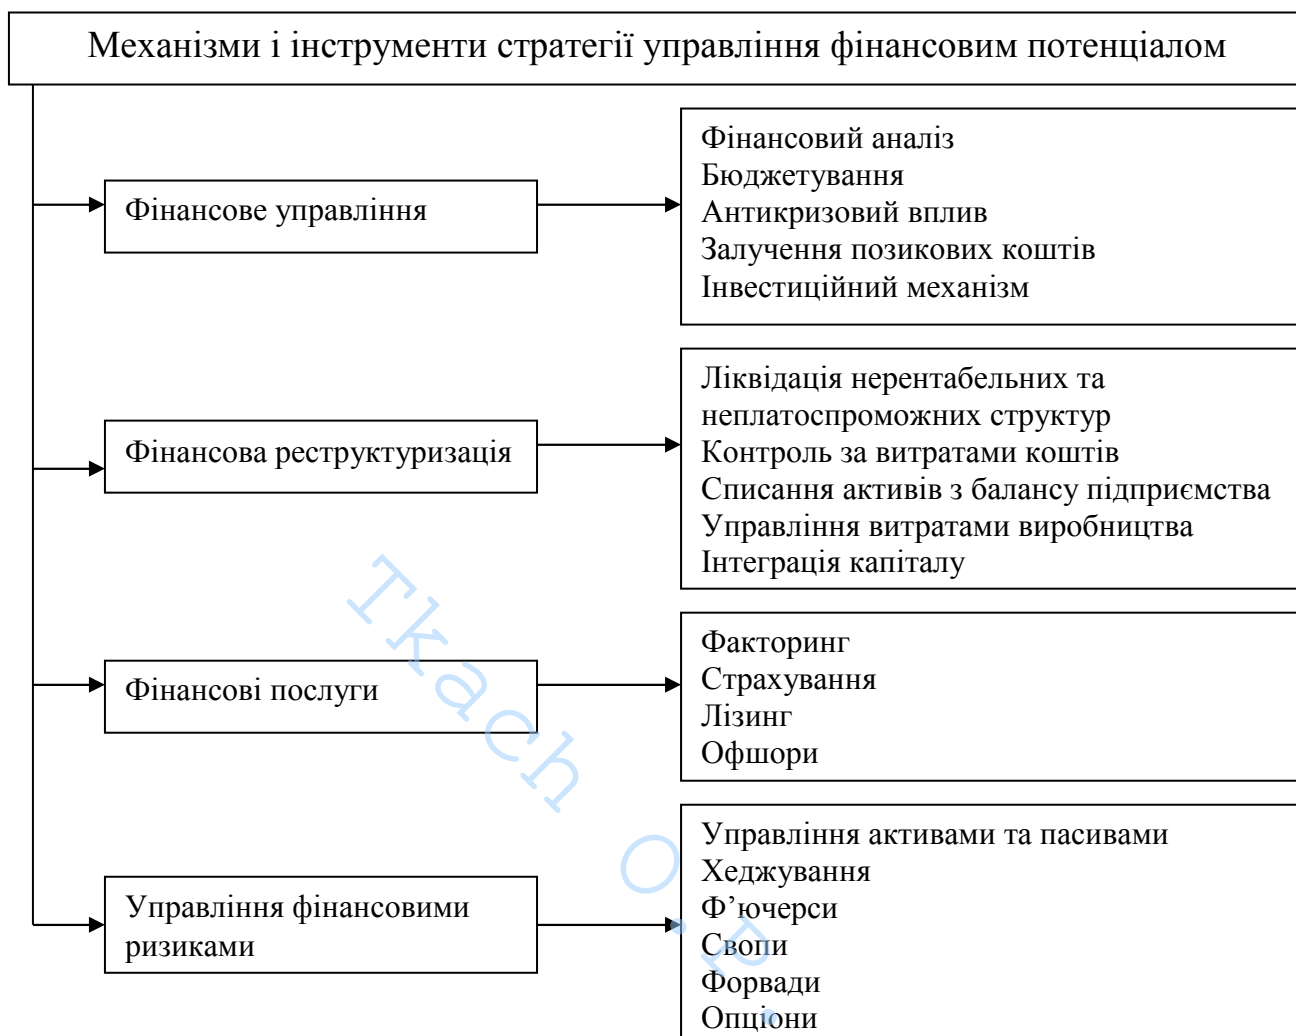 Механізми і інструменти стратегії управління фінансовим потенціалом
Фінансове управління
Фінансовий аналіз
Бюджетування
Антикризовий вплив
Залучення позикових коштів
Інвестиційний механізм
Фінансова реструктуризація
Ліквідація нерентабельних та
неплатоспроможних структур
Контроль за витратами коштів
Списання активів з балансу підприємства
Управління витратами виробництва
Інтеграція капіталу
Фінансові послуги
Факторинг
Страхування
Лізинг
Офшори
Управління фінансовими
ризиками
Управління активами та пасивами
Хеджування
Ф’ючерси
Свопи
Форвади
Опціони
Tkach O.P.